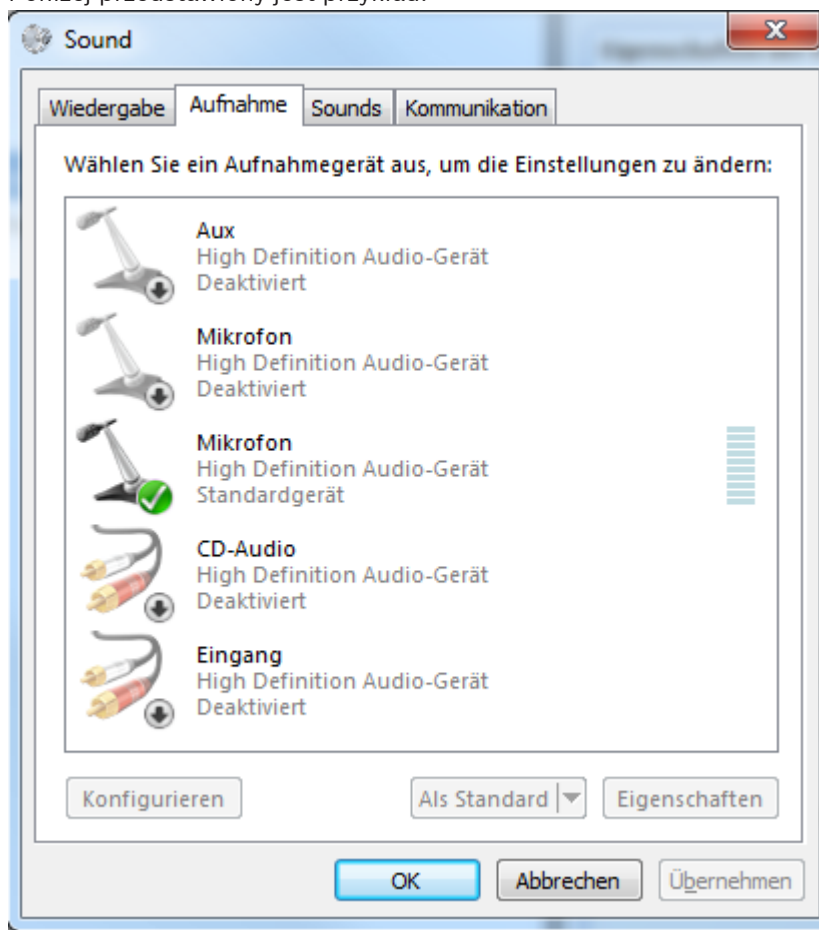 Poniżej przedstawiony jest przykład:
Sound
Wiedergabe Aufnahme Sounds Kommunikation
Wählen Sie ein Aufnahmegerät aus, um die Einstellungen zu ändern:
Aux
High Definition Audio-Gerät
Deaktiviert
Mikrofon
High Definition Audio-Gerät
Deaktiviert
Mikrofon
High Definition Audio-Gerät
Standardgerät
CD-Audio
High Definition Audio-Gerät
Deaktiviert
Eingang
High Definition Audio-Gerät
Deaktiviert
Konfigurieren Als Standard Eigenschaften
OK Abbrechen Übernehmen